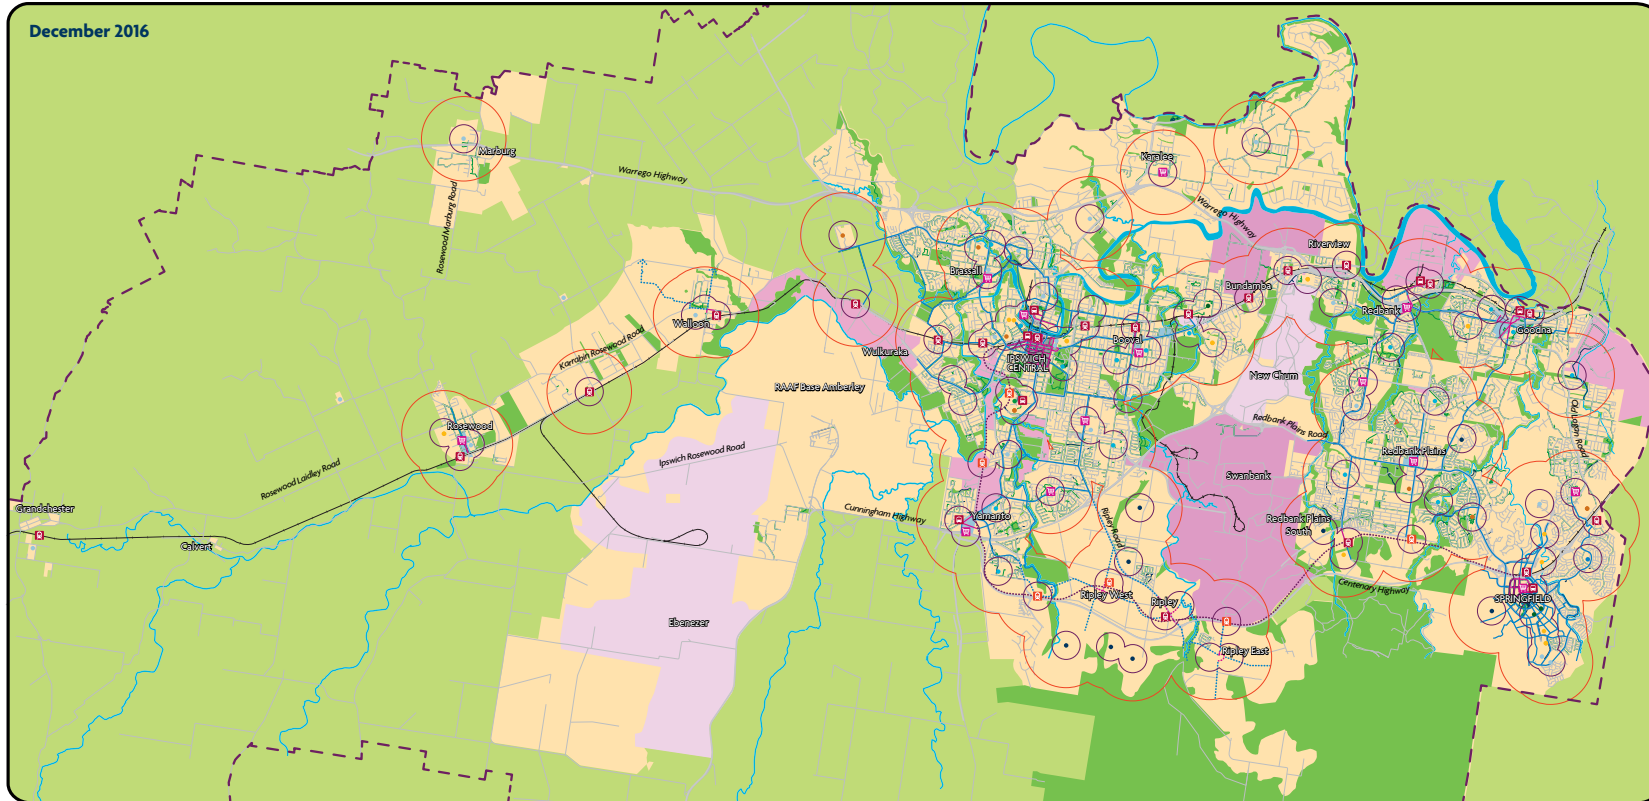 December 2016
Marburg
Rosewood Marburg Road
Warrego Highway
Karalee
Warrego Highway
Riverview
Brassall
Bundamba
Redbank
Goodna
Walloon
Karrabin Rosewood Road
Wulkuraka
IPSWICH
CENTRAL
Booval
New Chum
RAAF Base Amberley
Old Logan Road
Redbank Plains Road
Rosewood
Ipswich Rosewood Road
Redbank Plains
Rosewood Laidley Road
Swanbank
Grandchester
Cunningham Highway
Yamanto
Ripley Road
Redbank Plains
South
Calvert
Centenary Highway
Ripley West
Ripley
SPRINGFIELD
Ebenezer
Ripley East